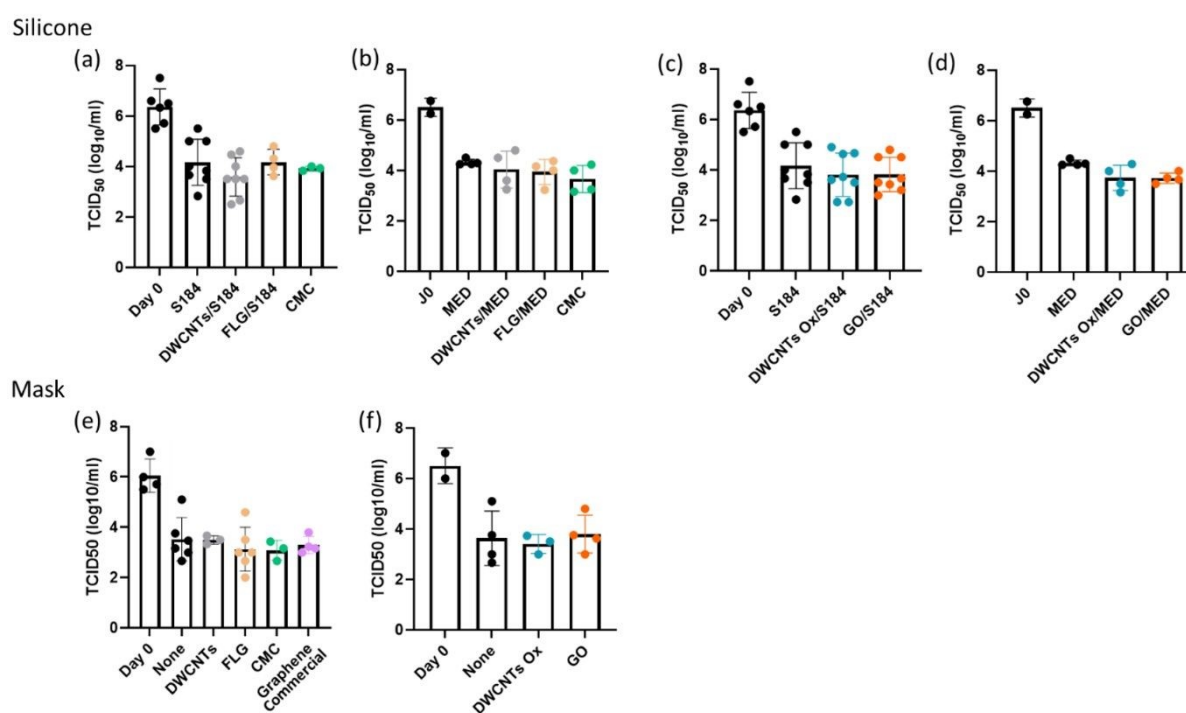 Silicone
(a)
TCID50 (log10/ml)
8
6
4
2
0
Day 0
S184
DWCNTs/S184
FLG/S184
CMC
(b)
TCID50 (log10/ml)
8
6
4
2
0
J0
MED
DWCNTs/MED
FLG/MED
CMC
(c)
TCID50 (log10/ml)
8
6
4
2
0
Day 0
S184
DWCNTs Ox/S184
GO/S184
(d)
TCID50 (log10/ml)
8
6
4
2
0
J0
MED
DWCNTs Ox/MED
GO/MED
Mask
(e)
TCID50 (log10/ml)
8
6
4
2
0
Day 0
None
DWCNTs
FLG
CMC
Graphene
Commercial
(f)
TCID50 (log10/ml)
8
6
4
2
0
Day 0
None
DWCNTs Ox
GO